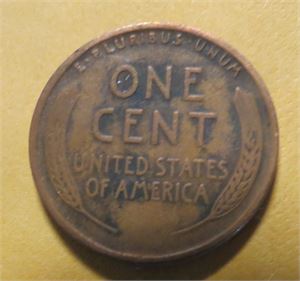 E·PLURIBUS·UNUM
ONE
CENT
UNITED STATES
OF AMERICA